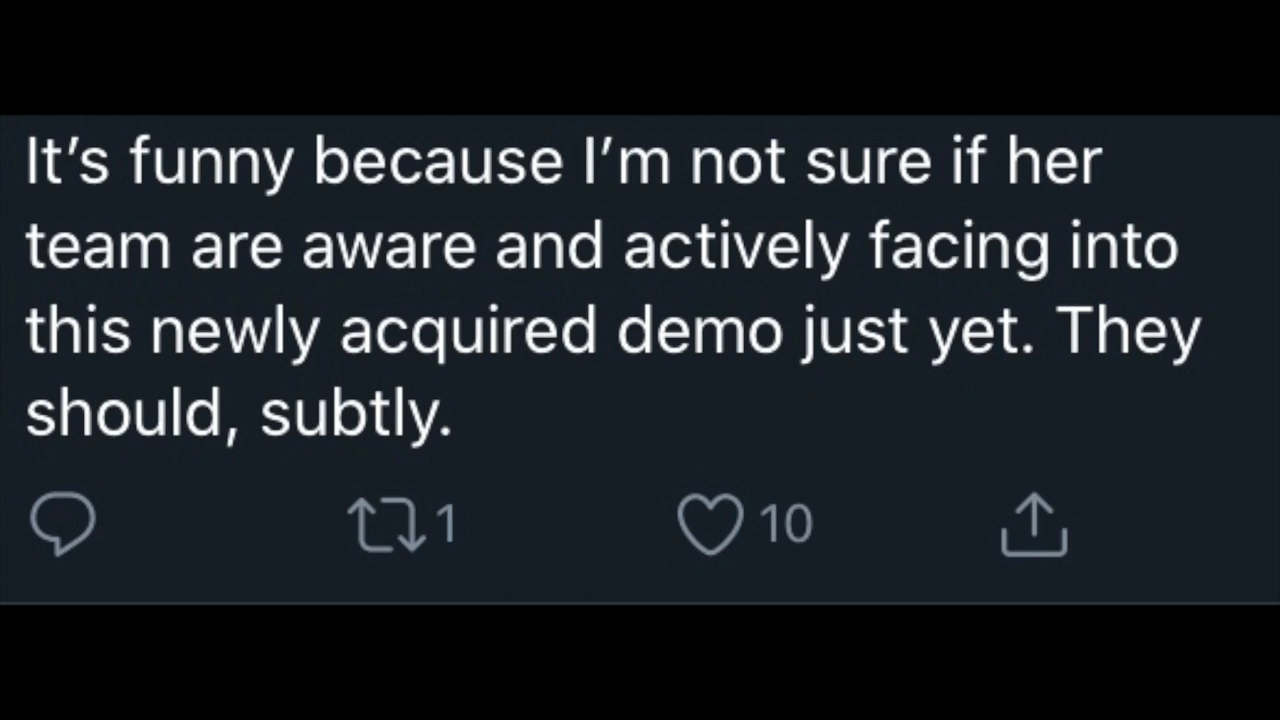 It’s funny because I’m not sure if her
team are aware and actively facing into
this newly acquired demo just yet. They
should, subtly.
1 10